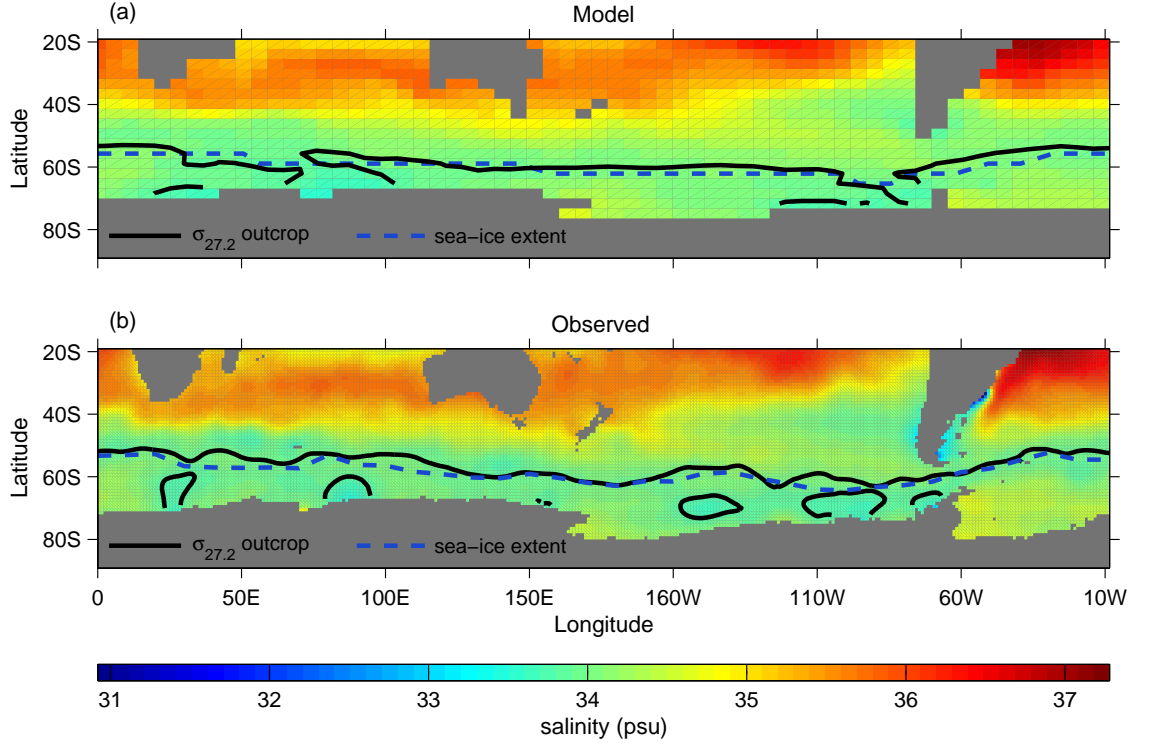 (a)
Model
20S
40S
60S
80S
Latitude
σ27.2 outcrop
sea−ice extent
(b)
Observed
20S
40S
60S
80S
Latitude
σ27.2 outcrop
sea−ice extent
0 50E 100E 150E 160W 110W 60W 10W
Longitude
31 32 33 34 35 36 37
salinity (psu)